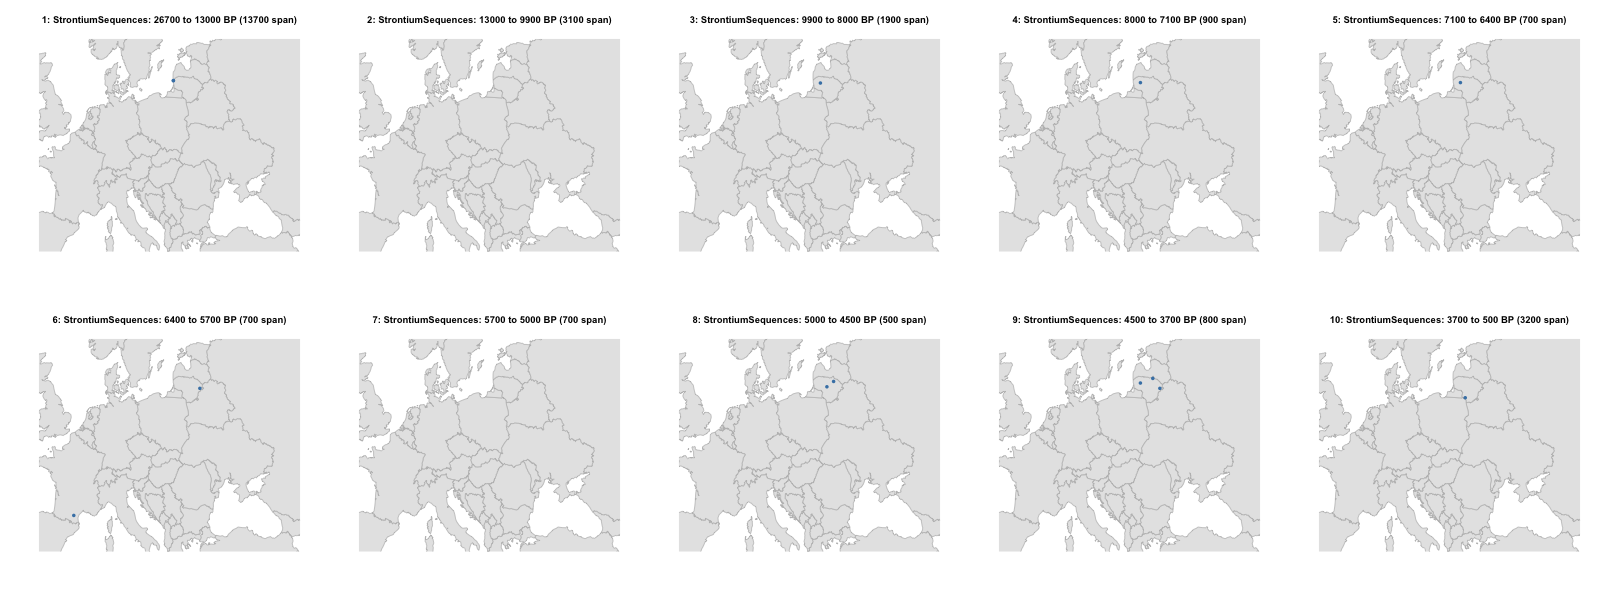 1: StrontiumSequences: 26700 to 13000 BP (13700 span)
2: StrontiumSequences: 13000 to 9900 BP (3100 span)
3: StrontiumSequences: 9900 to 8000 BP (1900 span)
4: StrontiumSequences: 8000 to 7100 BP (900 span)
5: StrontiumSequences: 7100 to 6400 BP (700 span)
6: StrontiumSequences: 6400 to 5700 BP (700 span)
7: StrontiumSequences: 5700 to 5000 BP (700 span)
8: StrontiumSequences: 5000 to 4500 BP (500 span)
9: StrontiumSequences: 4500 to 3700 BP (800 span)
10: StrontiumSequences: 3700 to 500 BP (3200 span)